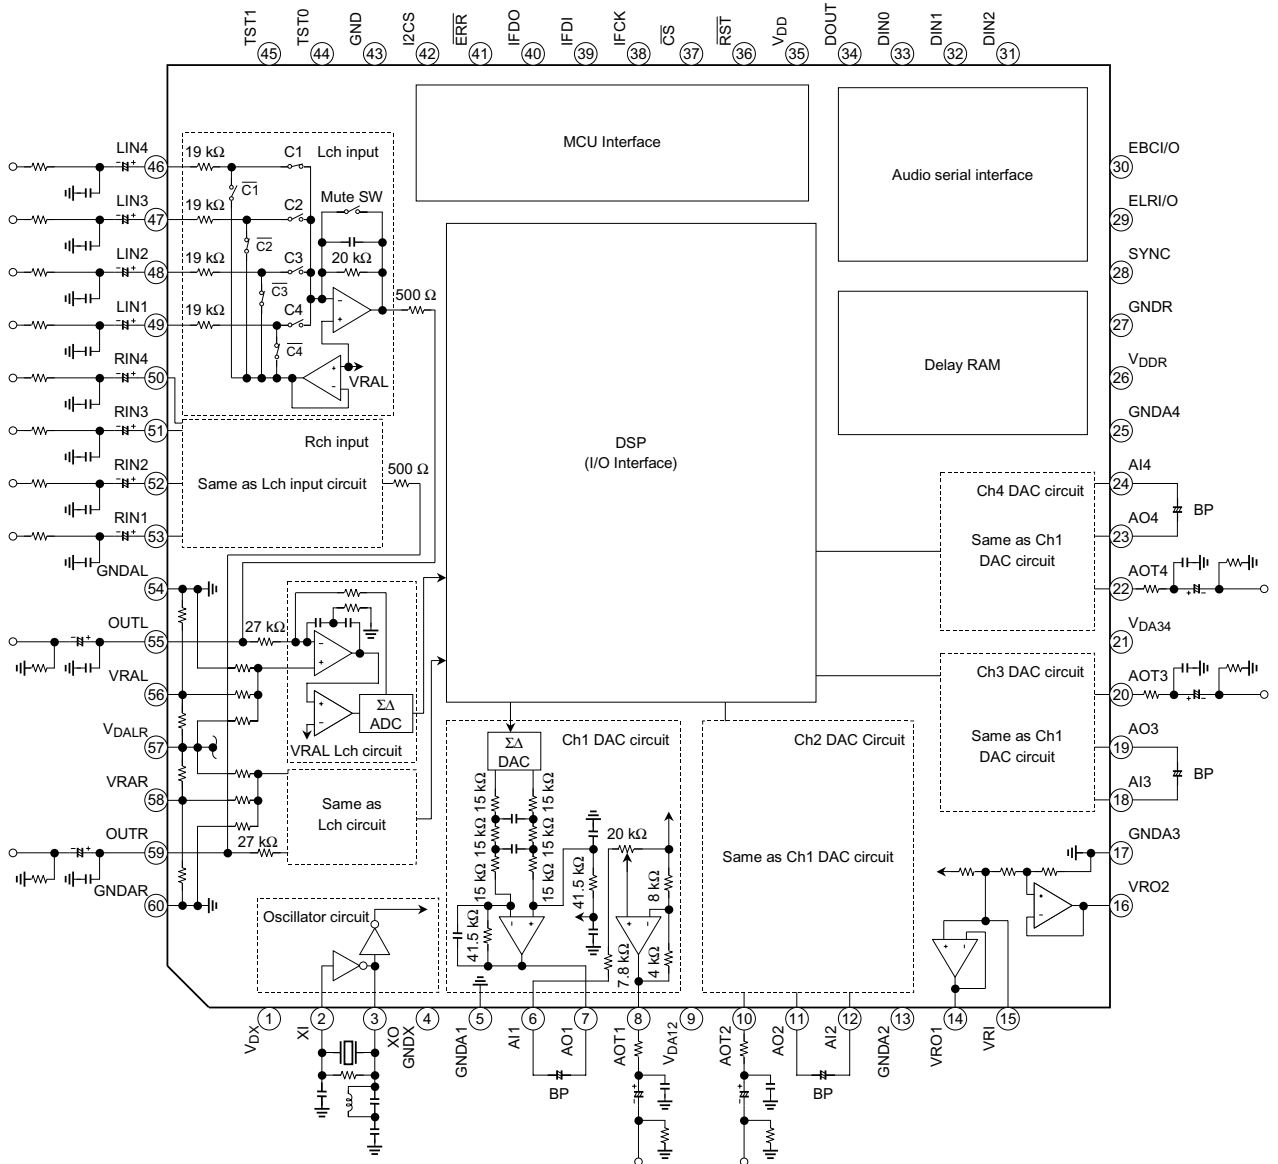 TST1
TST0
GND
I2CS
ERR
IFDO
IFDI
IFCK
CS
RST
VDD
DOUT
DIN0
DIN1
DIN2
45
44
43
42
41
40
39
38
37
36
35
34
33
32
31
MCU Interface
Audio serial interface
Delay RAM
DSP
(I/O Interface)
LIN4
46
19 kΩ
C1
Lch input
C1
LIN3
47
19 kΩ
C2
Mute SW
C2
LIN2
48
19 kΩ
C3
20 kΩ
C3
LIN1
49
19 kΩ
C4
500 Ω
C4
- +
- +
- +
- +
- +
- +
- +
- +
-
+
+
-
VRAL
RIN4
50
RIN3
51
Rch input
RIN2
52
Same as Lch input circuit
500 Ω
RIN1
53
GNDAL
54
OUTL
55
- +
27 kΩ
-
+
+
-
ΣΔ
ADC
VRAL Lch circuit
VRAL
56
VDALR
57
VRAR
58
Same as
Lch circuit
OUTR
59
- +
27 kΩ
GNDAR
60
Oscillator circuit
EBCI/O
30
ELRI/O
29
SYNC
28
GNDR
27
VDDR
26
GNDA4
25
AI4
24
BP
AO4
23
AOT4
22
+ -
VDA34
21
AOT3
20
+ -
AO3
19
BP
AI3
18
GNDA3
17
VRO2
16
+
-
+ -
Ch4 DAC circuit
Same as Ch1
DAC circuit
Ch3 DAC circuit
Same as Ch1
DAC circuit
Ch1 DAC circuit
ΣΔ
DAC
15 kΩ
15 kΩ
15 kΩ
15 kΩ
15 kΩ
15 kΩ
41.5 kΩ
41.5 kΩ
20 kΩ
8 kΩ
7.8 kΩ
4 kΩ
- +
+ -
Ch2 DAC Circuit
Same as Ch1 DAC circuit
1
2
3
4
5
6
7
8
9
10
11
12
13
14
15
VDX
XI
XO
GNDX
GNDA1
AI1
AO1
AOT1
VDA12
AOT2
AO2
AI2
GNDA2
VRO1
VRI
BP
BP
- +
- +